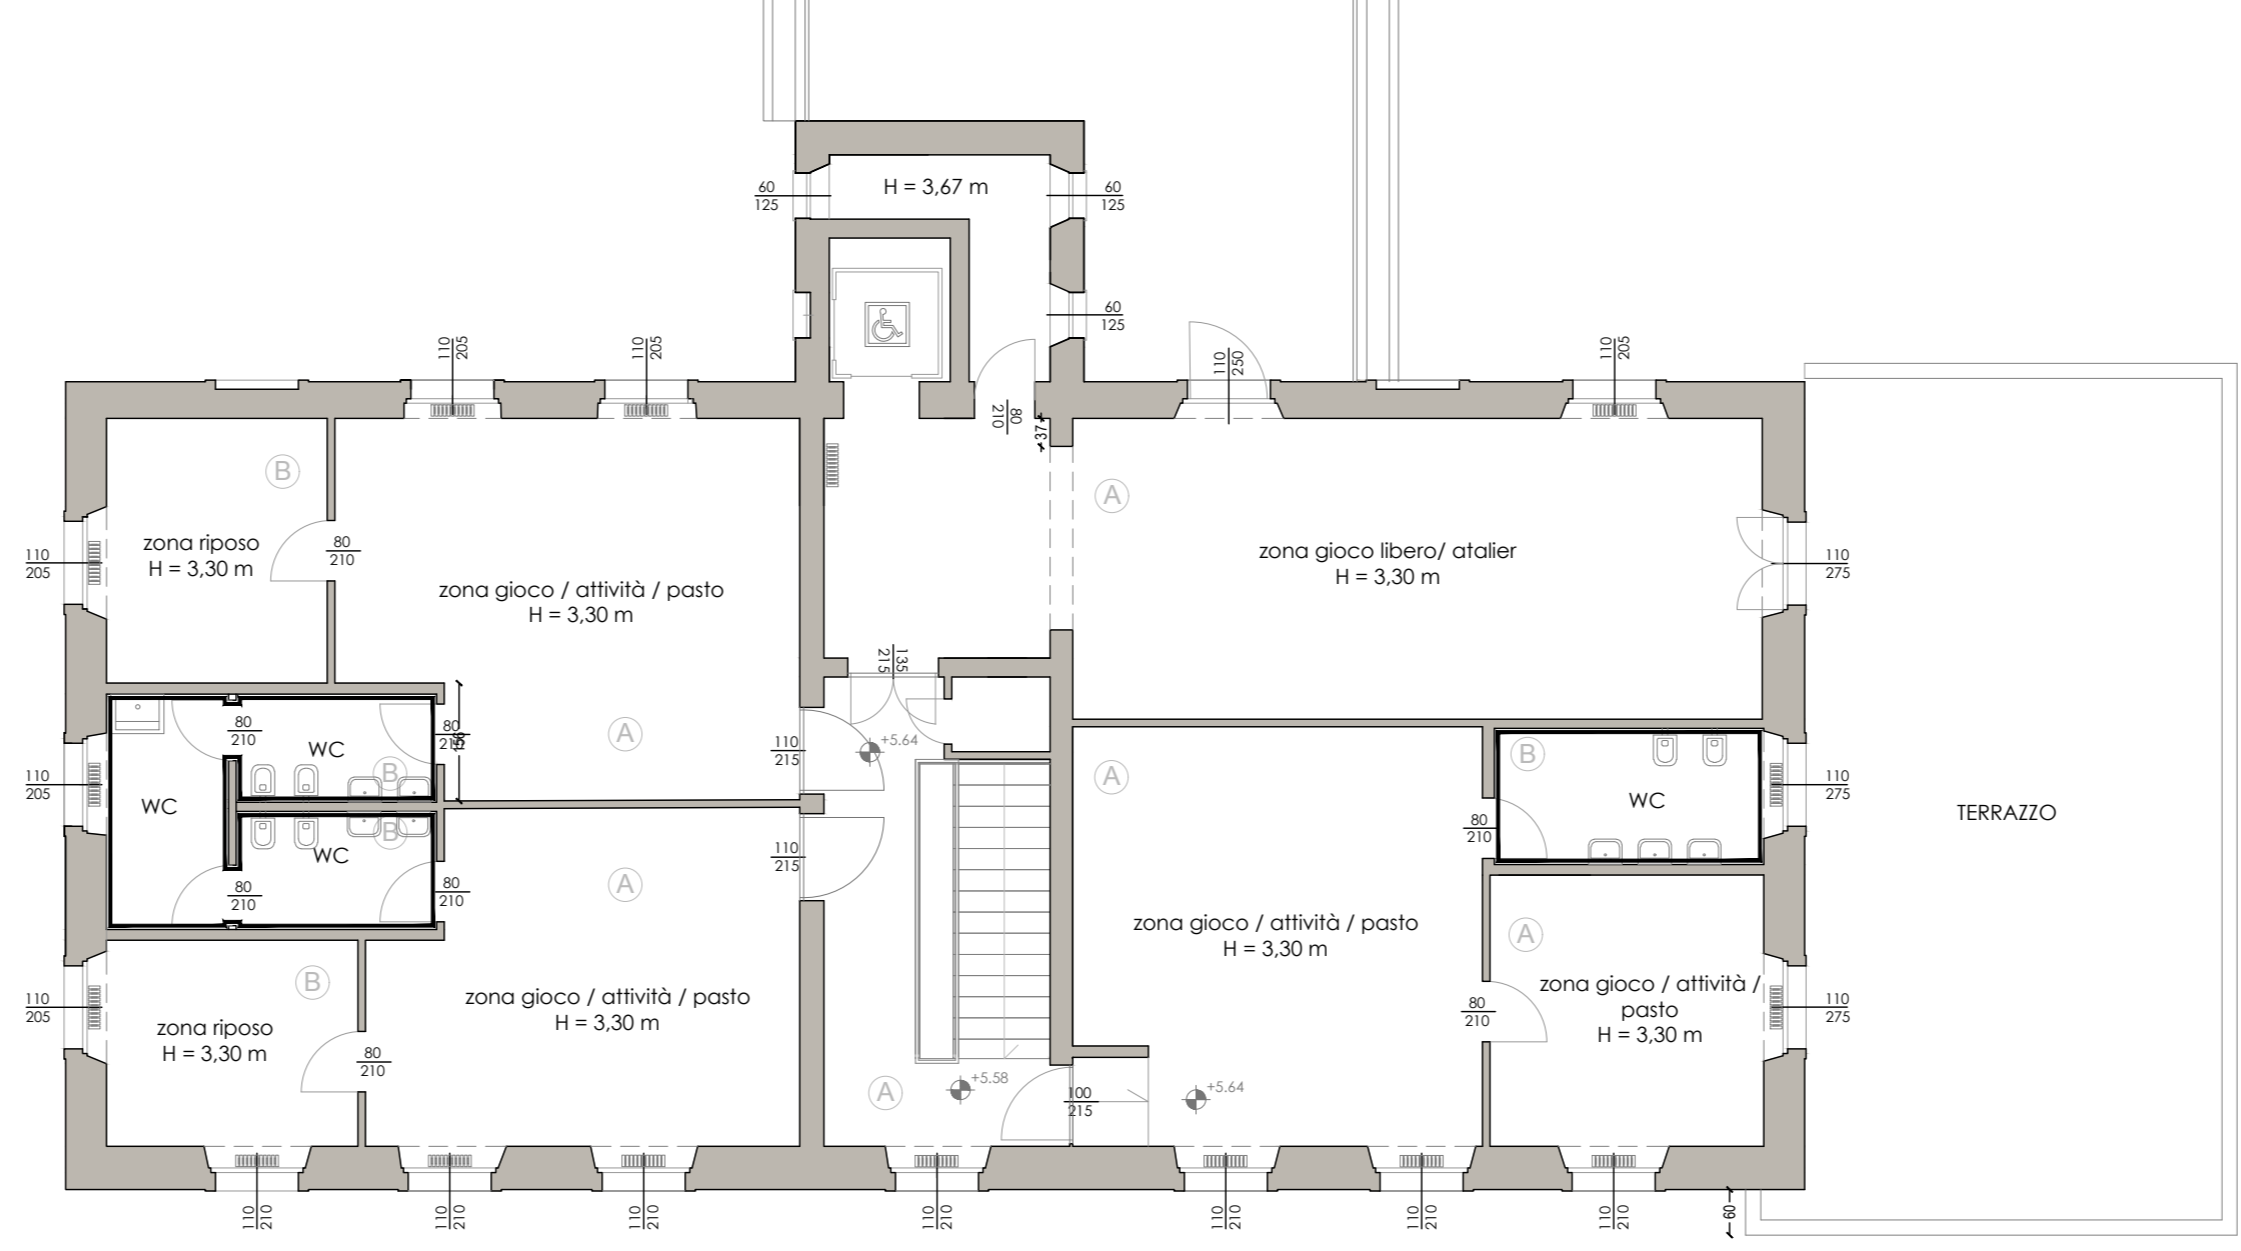 H = 3,67 m
60
125
60
125
60
125
110
205
110
205
80
210
37
110
250
110
205
B
A
zona riposo
H = 3,30 m
80
210
110
205
zona gioco / attività / pasto
H = 3,30 m
zona gioco libero/ atalier
H = 3,30 m
110
275
135
215
80
210
WC
80
A
110
215
+5.64
B
A
B
WC
110
205
WC
B
WC
110
275
TERRAZZO
80
210
110
215
80
210
80
210
A
zona gioco / attività / pasto
H = 3,30 m
A
B
zona gioco / attività / pasto
H = 3,30 m
zona gioco / attività /
pasto
H = 3,30 m
110
205
zona riposo
H = 3,30 m
80
210
80
210
110
275
A
+5.58
100
215
+5.64
110
210
110
210
110
210
110
210
110
210
110
210
110
210
60